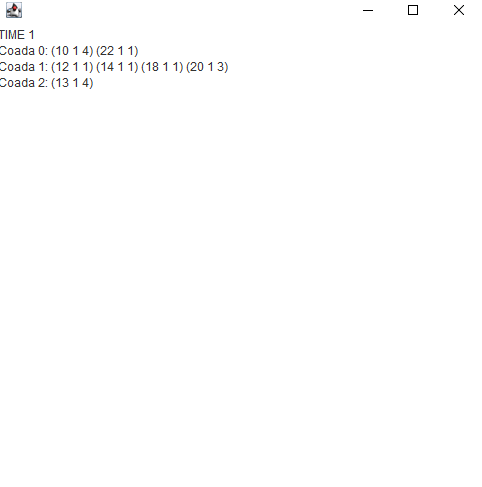 TIME 1
Coada 0: (10 1 4) (22 1 1)
Coada 1: (12 1 1) (14 1 1) (18 1 1) (20 1 3)
Coada 2: (13 1 4)